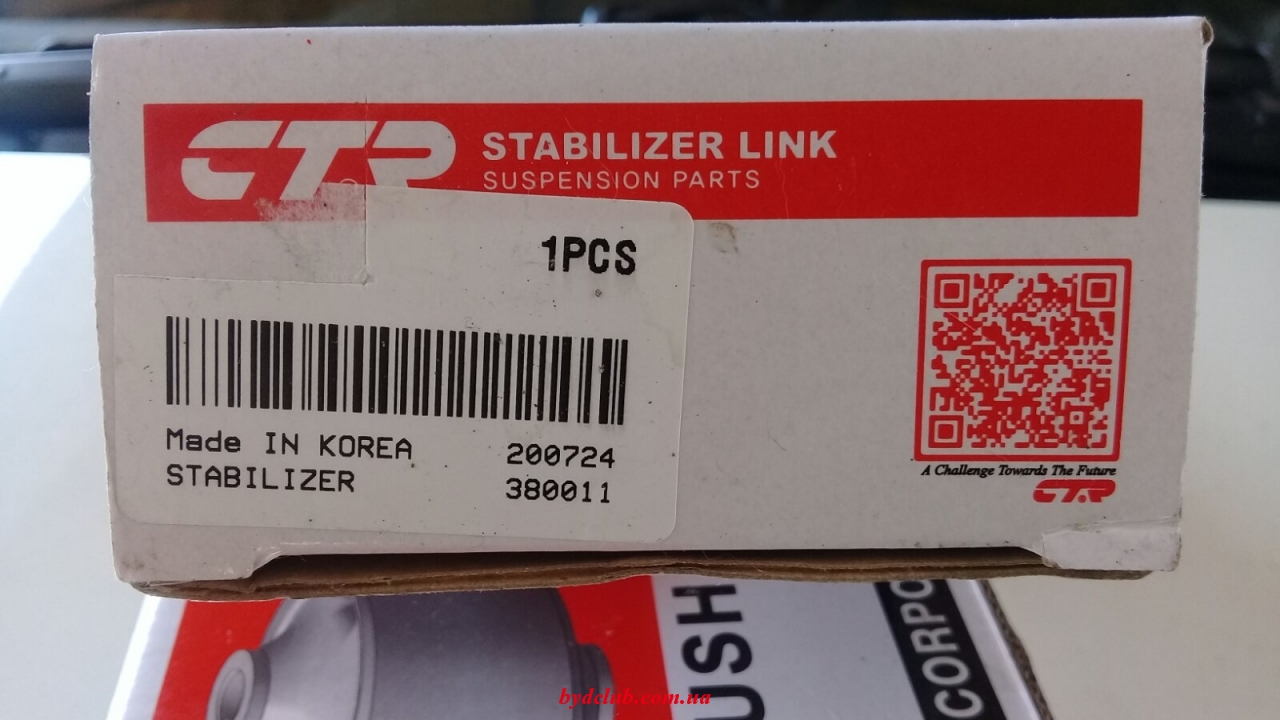 CTR
STABILIZER LINK
SUSPENSION PARTS
1PCS
Made IN KOREA 200724
STABILIZER 380011
A Challenge Towards The Future
CTR
USH
CORPO
bydclub.com.ua